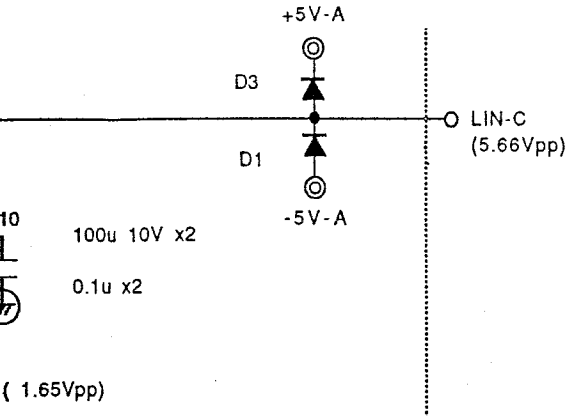 +5V-A
D3
LIN-C
(5.66Vpp)
D1
-5V-A
10
100u 10V x2
0.1u x2
( 1.65Vpp)